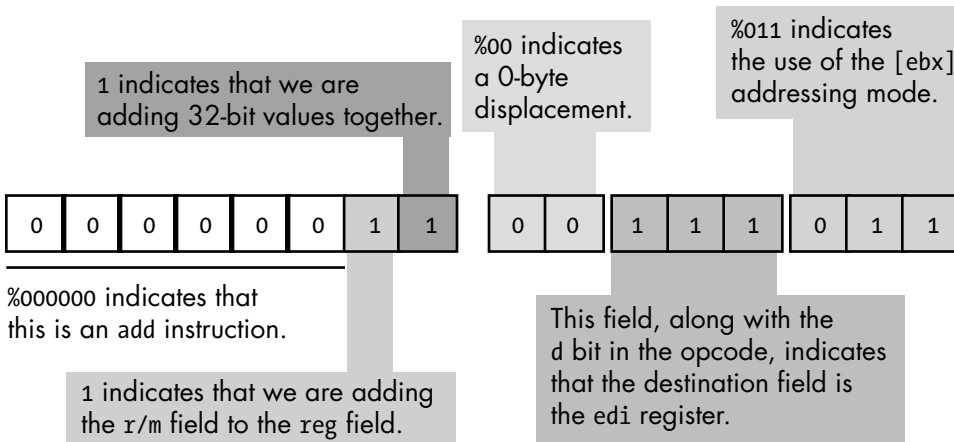 %00 indicates
a 0-byte
displacement.
%011 indicates
the use of the [ebx]
addressing mode.
1 indicates that we are
adding 32-bit values together.
0 0 0 0 0 0 1 1 0 0 1 1 1 0 1 1
%000000 indicates that
this is an add instruction.
1 indicates that we are adding
the r/m field to the reg field.
This field, along with the
d bit in the opcode, indicates
that the destination field is
the edi register.